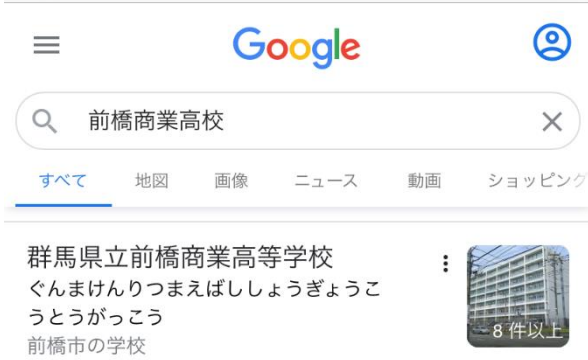 Google
前橋商業高校
すべて 地図 画像 ニュース 動画 ショッピング
群馬県立前橋商業高等学校
ぐんまけんりつまえばししょうぎょうこ
うとうがっこう
前橋市の学校
8 件以上